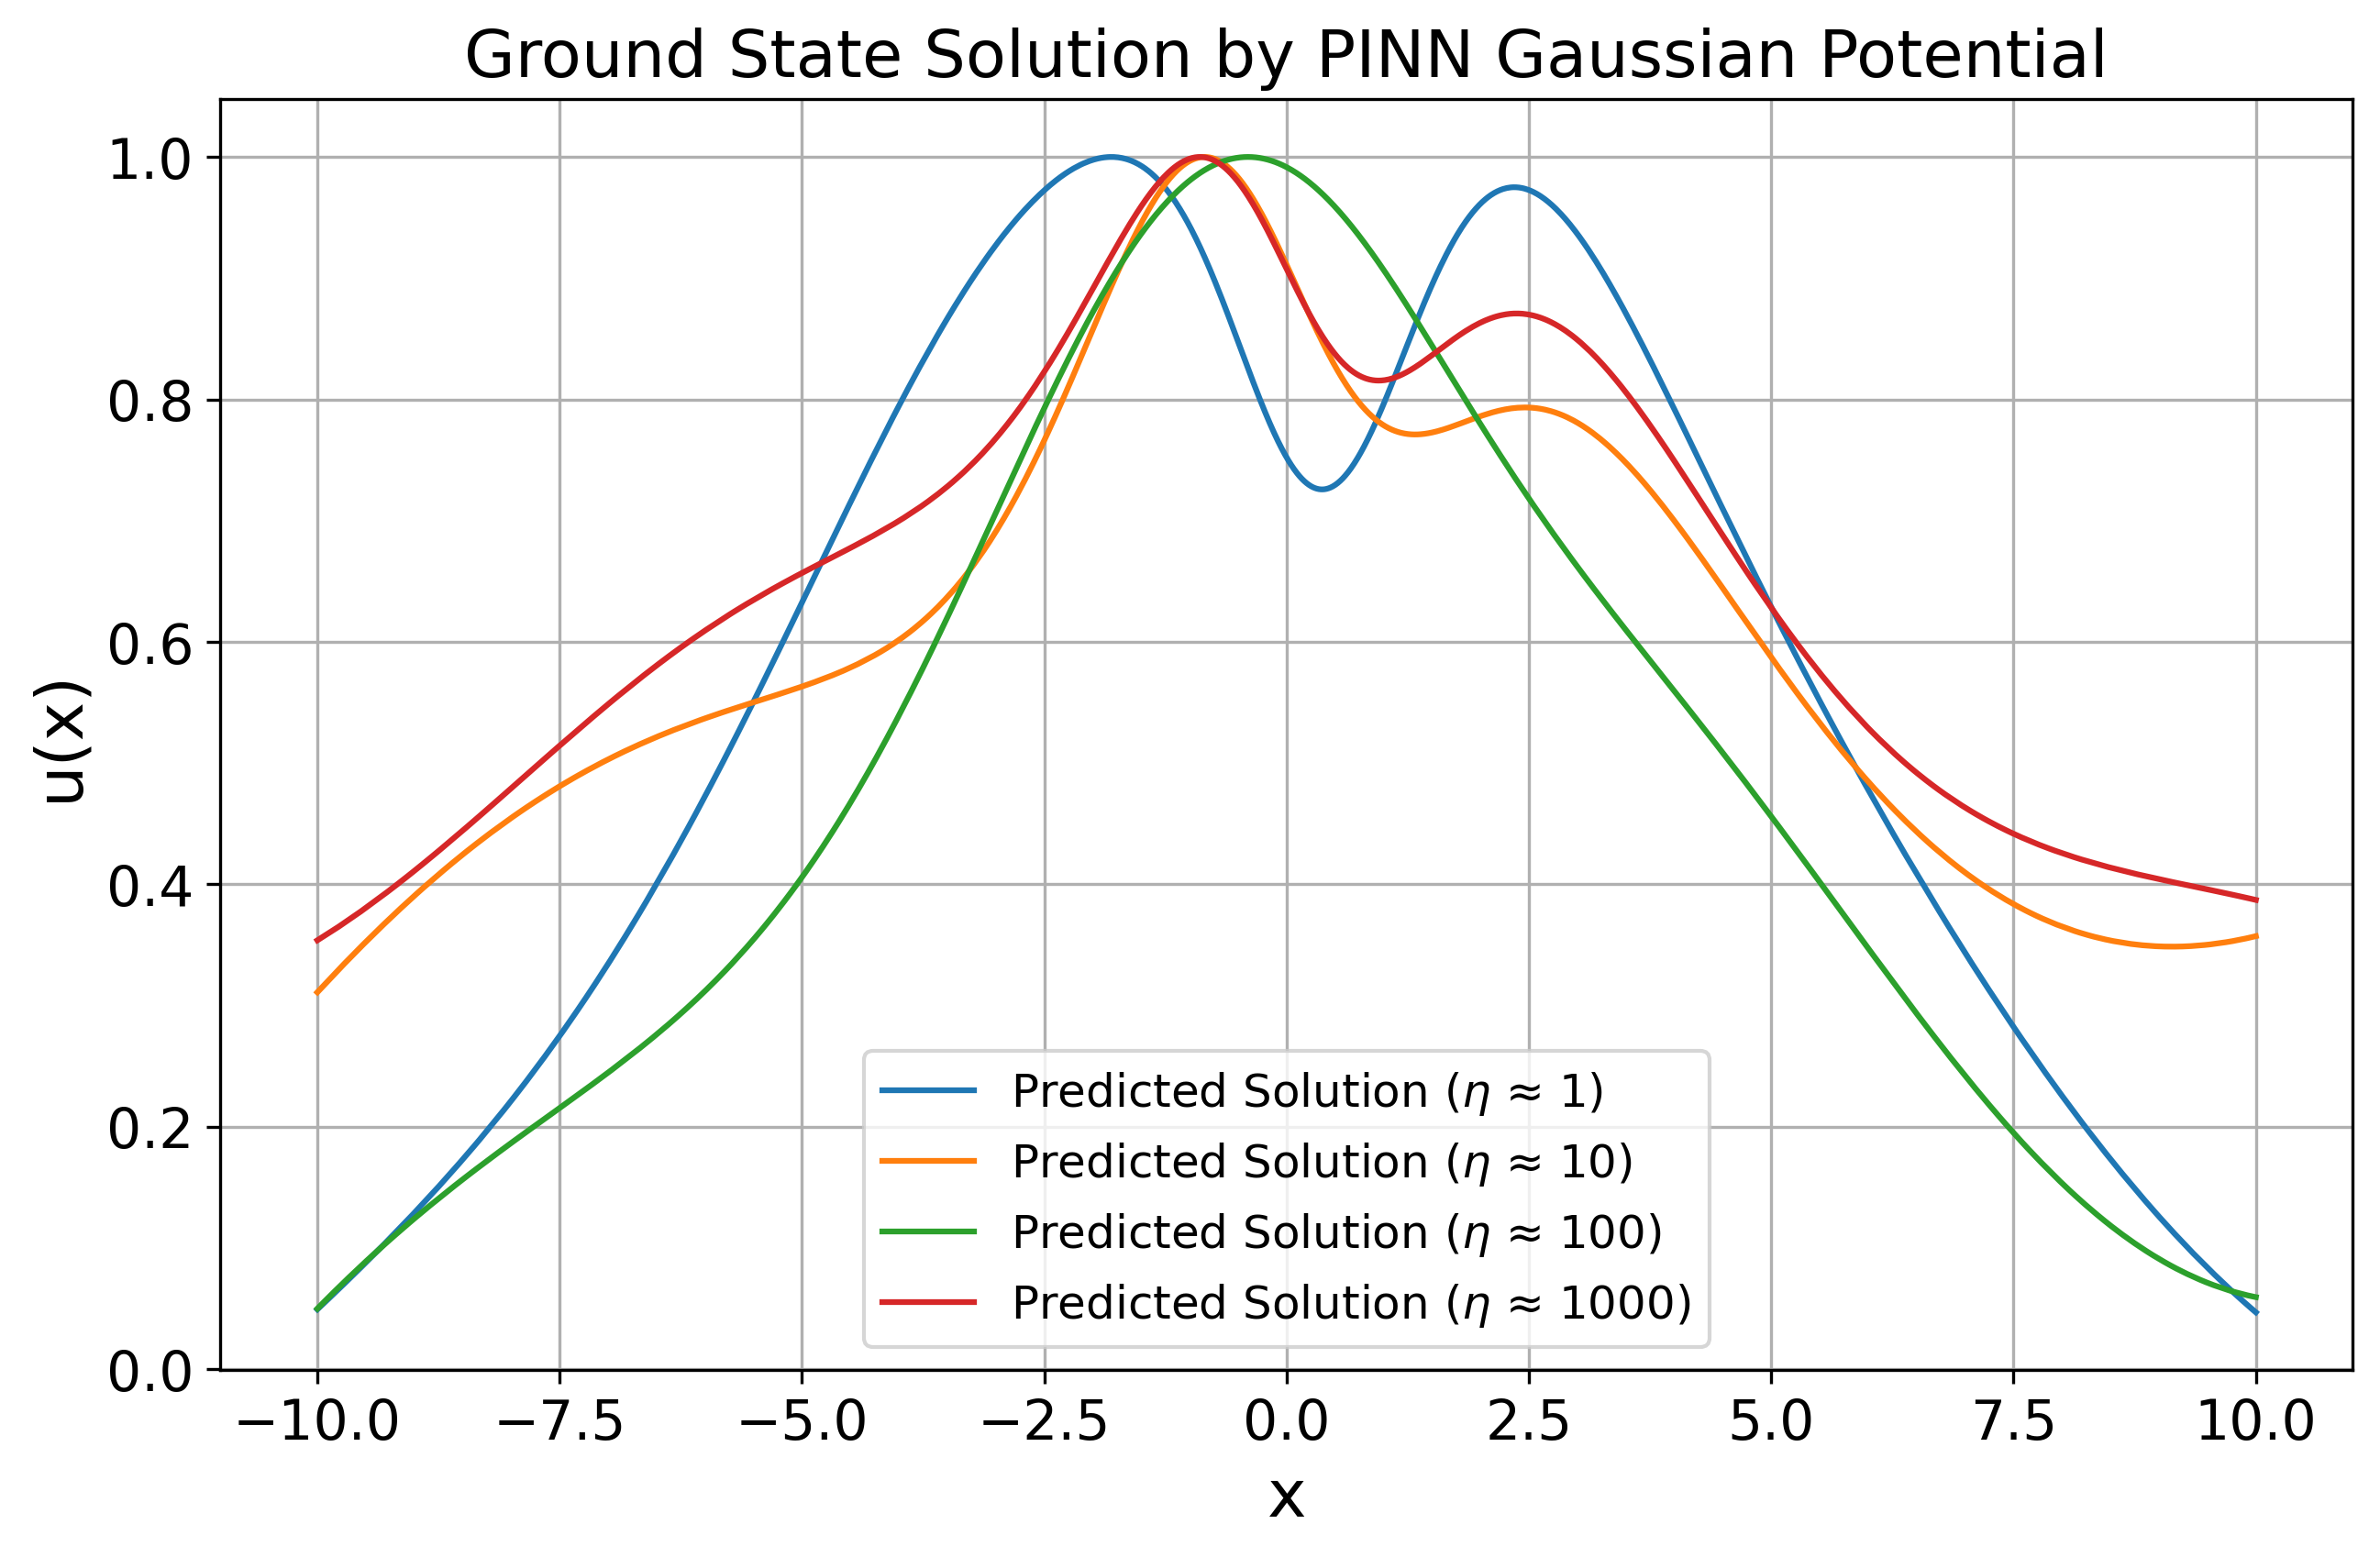 Ground State Solution by PINN Gaussian Potential
1.0
0.8
0.6
0.4
0.2
0.0
u(x)
Predicted Solution (η ≈ 1)
Predicted Solution (η ≈ 10)
Predicted Solution (η ≈ 100)
Predicted Solution (η ≈ 1000)
−10.0 −7.5 −5.0 −2.5 0.0 2.5 5.0 7.5 10.0
x